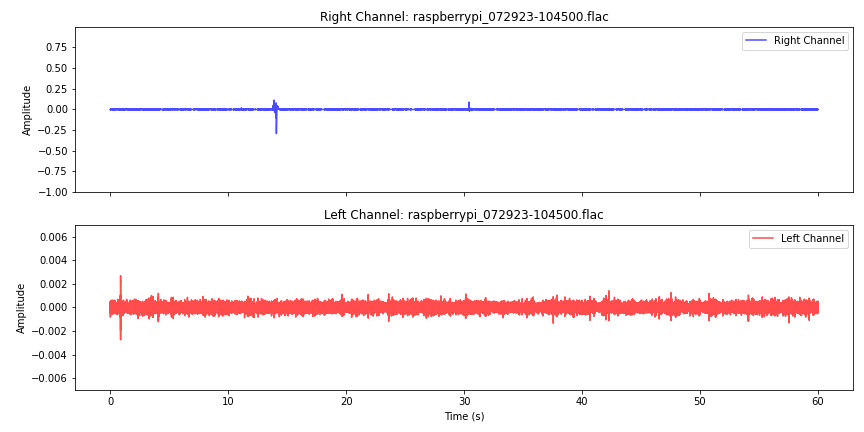 Right Channel: raspberrypi_072923-104500.flac
Right Channel
0.75
0.50
0.25
0.00
−0.25
−0.50
−0.75
−1.00
Amplitude
Left Channel: raspberrypi_072923-104500.flac
Left Channel
0.006
0.004
0.002
0.000
−0.002
−0.004
−0.006
Amplitude
0 10 20 30 40 50 60
Time (s)